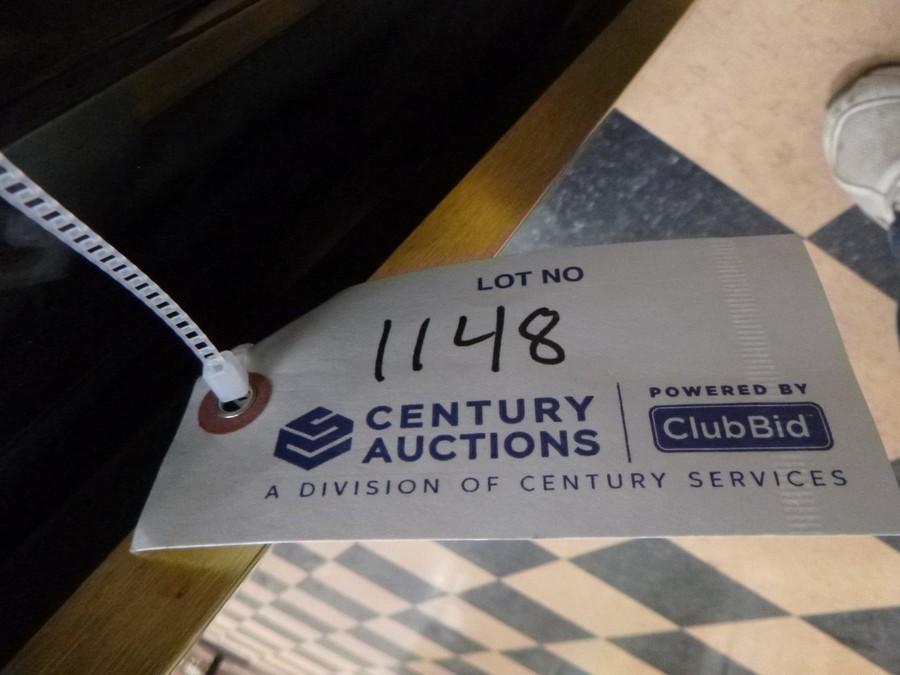 LOT NO
1148
CENTURY AUCTIONS
POWERED BY
ClubBid
A DIVISION OF CENTURY SERVICES